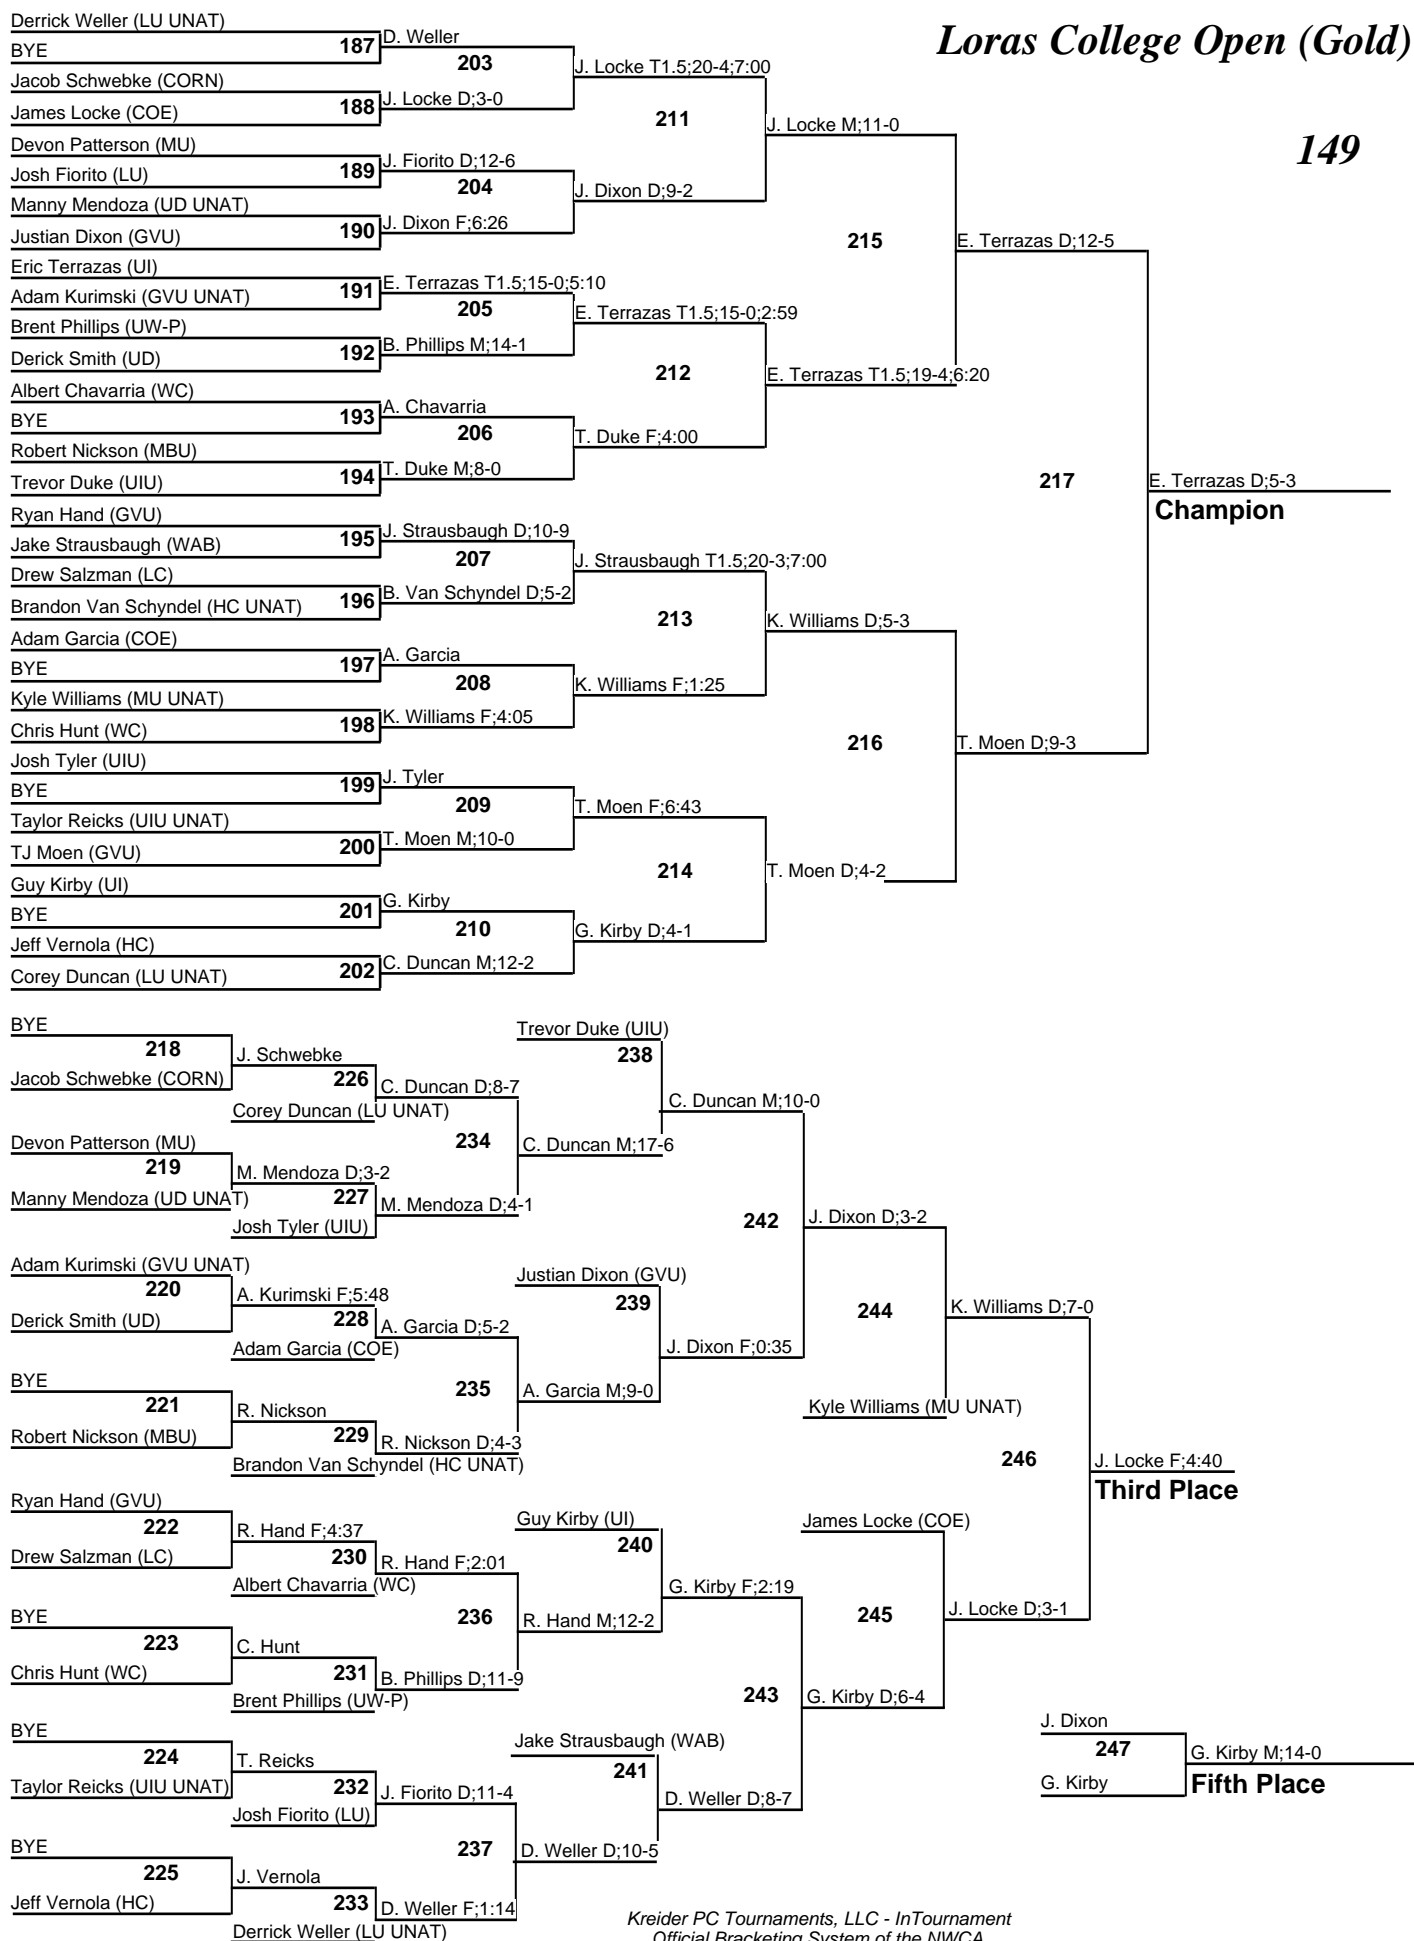 Loras College Open (Gold)
149
Derrick Weller (LU UNAT)
BYE
187
D. Weller
203
Jacob Schwebke (CORN)
James Locke (COE)
188
J. Locke D;3-0
J. Locke T1.5;20-4;7:00
211
Devon Patterson (MU)
Josh Fiorito (LU)
189
J. Fiorito D;12-6
204
Manny Mendoza (UD UNAT)
Justian Dixon (GVU)
190
J. Dixon F;6:26
J. Dixon D;9-2
J. Locke M;11-0
215
Eric Terrazas (UI)
Adam Kurimski (GVU UNAT)
191
E. Terrazas T1.5;15-0;5:10
205
Brent Phillips (UW-P)
Derick Smith (UD)
192
B. Phillips M;14-1
E. Terrazas T1.5;15-0;2:59
212
Albert Chavarria (WC)
BYE
193
A. Chavarria
206
Robert Nickson (MBU)
Trevor Duke (UIU)
194
T. Duke M;8-0
T. Duke F;4:00
E. Terrazas T1.5;19-4;6:20
E. Terrazas D;12-5
217
E. Terrazas D;5-3
Champion
Ryan Hand (GVU)
Jake Strausbaugh (WAB)
195
J. Strausbaugh D;10-9
207
Drew Salzman (LC)
Brandon Van Schyndel (HC UNAT)
196
B. Van Schyndel D;5-2
J. Strausbaugh T1.5;20-3;7:00
213
Adam Garcia (COE)
BYE
197
A. Garcia
208
Kyle Williams (MU UNAT)
Chris Hunt (WC)
198
K. Williams F;4:05
K. Williams F;1:25
K. Williams D;5-3
216
Josh Tyler (UIU)
BYE
199
J. Tyler
209
Taylor Reicks (UIU UNAT)
TJ Moen (GVU)
200
T. Moen M;10-0
T. Moen F;6:43
214
Guy Kirby (UI)
BYE
201
G. Kirby
210
Jeff Vernola (HC)
Corey Duncan (LU UNAT)
202
C. Duncan M;12-2
G. Kirby D;4-1
T. Moen D;4-2
T. Moen D;9-3
BYE
218
Jacob Schwebke (CORN)
J. Schwebke
226
Corey Duncan (LU UNAT)
C. Duncan D;8-7
234
Devon Patterson (MU)
219
Manny Mendoza (UD UNAT)
M. Mendoza D;3-2
227
Josh Tyler (UIU)
M. Mendoza D;4-1
Trevor Duke (UIU)
238
C. Duncan M;17-6
C. Duncan M;10-0
242
Adam Kurimski (GVU UNAT)
220
Derick Smith (UD)
A. Kurimski F;5:48
228
Adam Garcia (COE)
A. Garcia D;5-2
235
BYE
221
Robert Nickson (MBU)
R. Nickson
229
Brandon Van Schyndel (HC UNAT)
R. Nickson D;4-3
Justian Dixon (GVU)
239
A. Garcia M;9-0
J. Dixon F;0:35
J. Dixon D;3-2
244
Kyle Williams (MU UNAT)
K. Williams D;7-0
246
J. Locke F;4:40
Third Place
Ryan Hand (GVU)
222
Drew Salzman (LC)
R. Hand F;4:37
230
Albert Chavarria (WC)
R. Hand F;2:01
236
BYE
223
Chris Hunt (WC)
C. Hunt
231
Brent Phillips (UW-P)
B. Phillips D;11-9
Guy Kirby (UI)
240
R. Hand M;12-2
G. Kirby F;2:19
243
BYE
224
Taylor Reicks (UIU UNAT)
T. Reicks
232
Josh Fiorito (LU)
J. Fiorito D;11-4
237
BYE
225
Jeff Vernola (HC)
J. Vernola
233
Derrick Weller (LU UNAT)
D. Weller F;1:14
Jake Strausbaugh (WAB)
241
D. Weller D;10-5
D. Weller D;8-7
James Locke (COE)
245
G. Kirby D;6-4
J. Locke D;3-1
J. Dixon
247
G. Kirby
G. Kirby M;14-0
Fifth Place
Kreider PC Tournaments, LLC - InTournament
Official Bracketing System of the NWCA